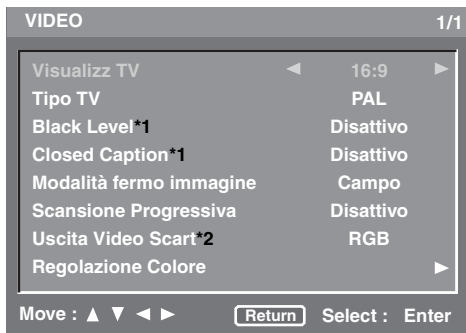 VIDEO 1/1
Visualizz TV ◀ 16:9 ▶
Tipo TV PAL
Black Level*1 Disattivo
Closed Caption*1 Disattivo
Modalità fermo immagine Campo
Scansione Progressiva Disattivo
Uscita Video Scart*2 RGB
Regolazione Colore ▶
Move : ▲ ▼ ◀ ▶ Return Select : Enter